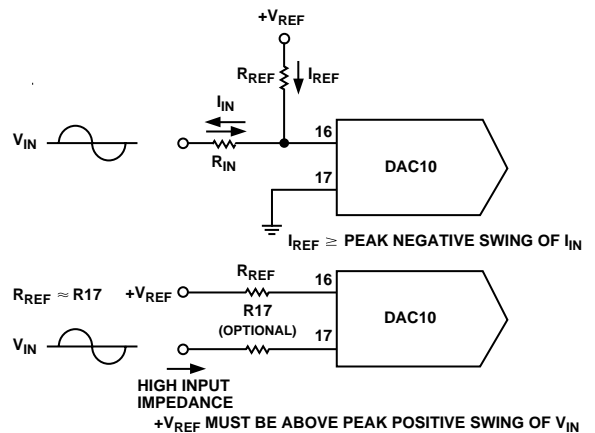 +VREF
RREF
IREF
IIN
VIN
RIN
16
17
DAC10
IREF ≥ PEAK NEGATIVE SWING OF IIN
RREF ≈ R17
+VREF
RREF
16
R17
(OPTIONAL)
DAC10
VIN
17
HIGH INPUT
IMPEDANCE
+VREF MUST BE ABOVE PEAK POSITIVE SWING OF VIN